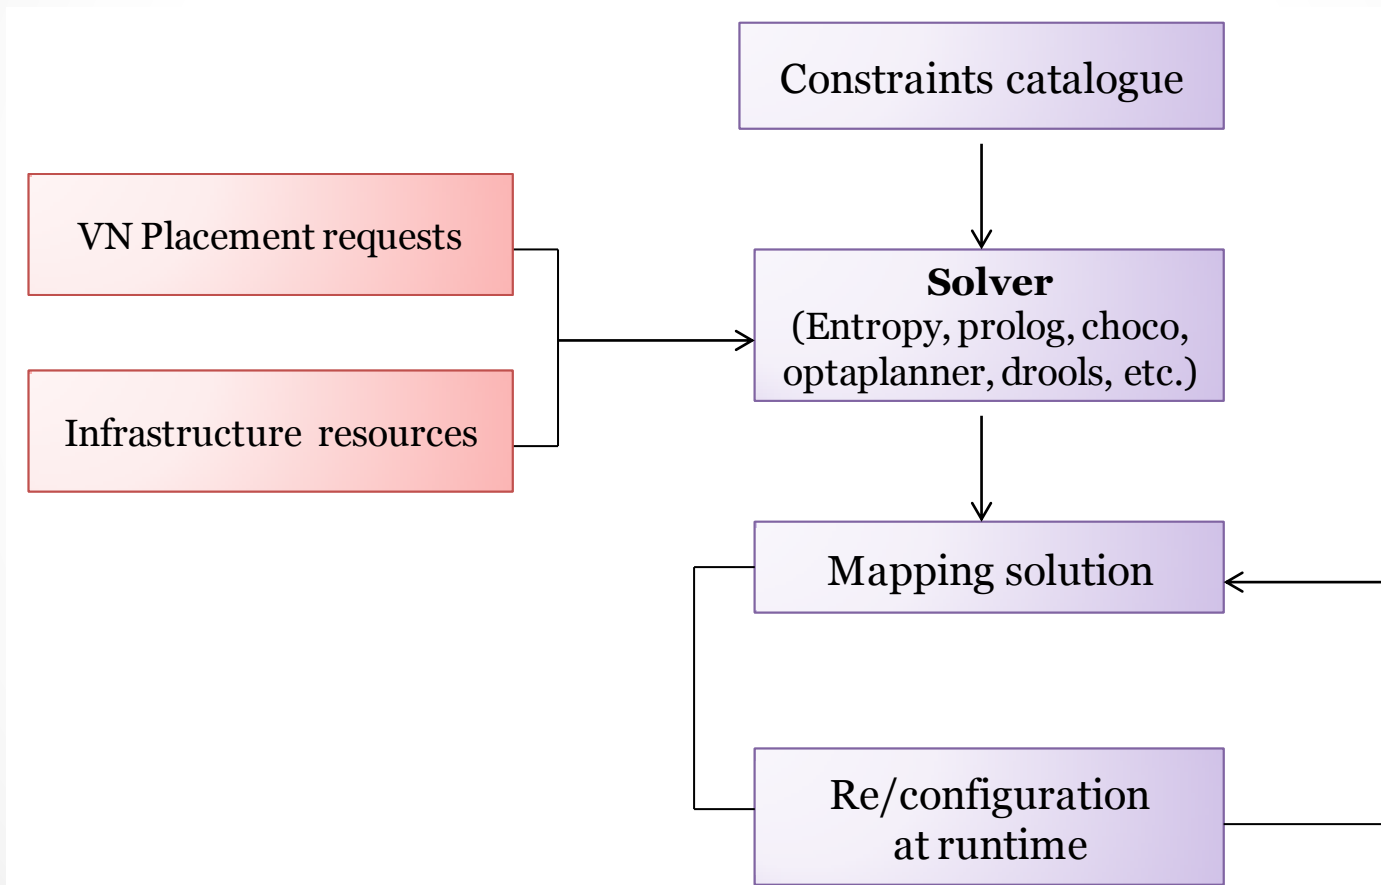 Constraints catalogue
VN Placement requests
Solver
(Entropy, prolog, choco,
optaplanner, drools, etc.)
Infrastructure resources
Mapping solution
Re/configuration
at runtime